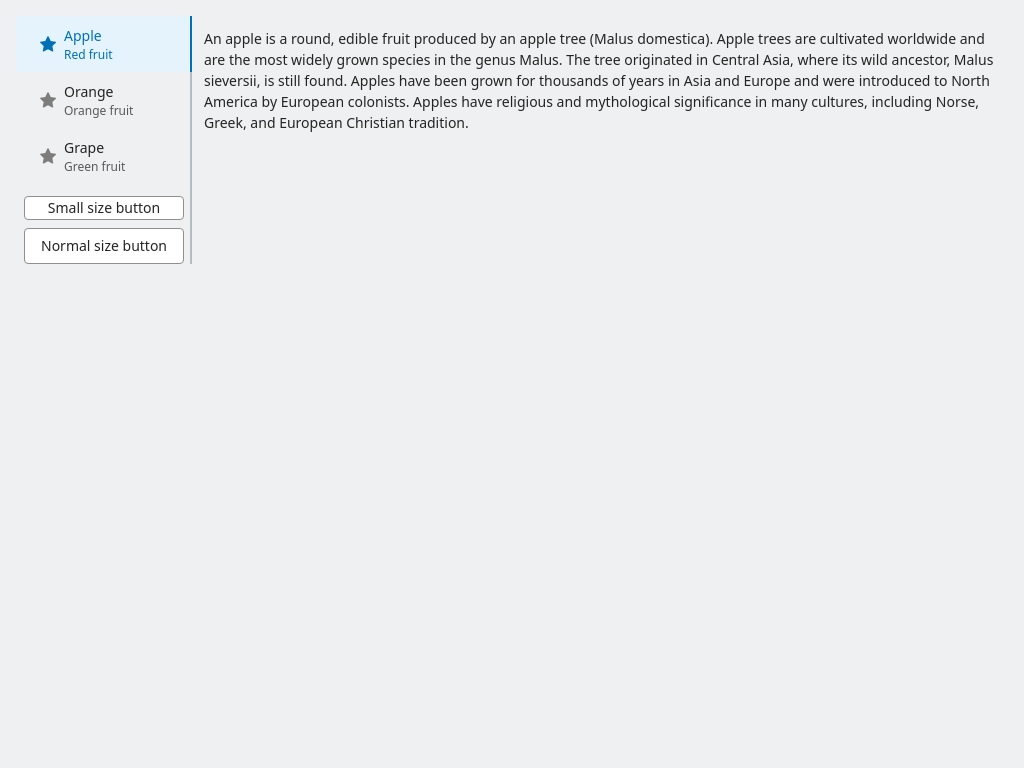 Apple
Red fruit
Orange
Orange fruit
Grape
Green fruit
Small size button
Normal size button
An apple is a round, edible fruit produced by an apple tree (Malus domestica). Apple trees are cultivated worldwide and
are the most widely grown species in the genus Malus. The tree originated in Central Asia, where its wild ancestor, Malus
sieversii, is still found. Apples have been grown for thousands of years in Asia and Europe and were introduced to North
America by European colonists. Apples have religious and mythological significance in many cultures, including Norse,
Greek, and European Christian tradition.